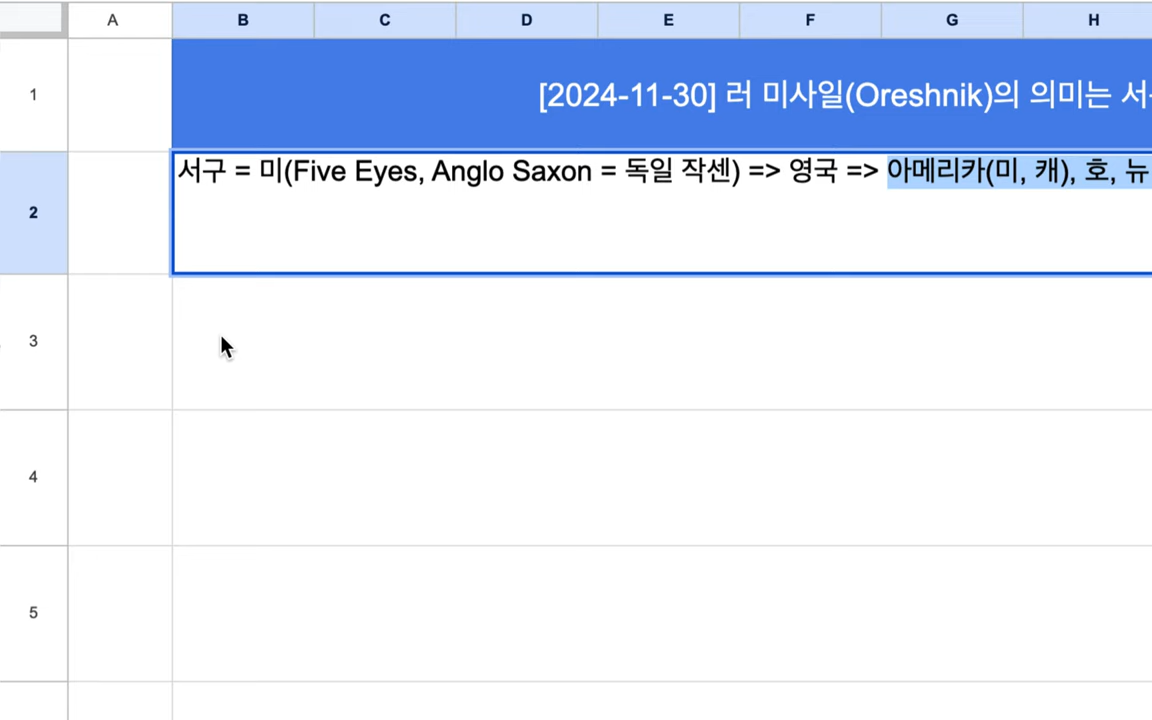 A B C D E F G H
1
[2024-11-30] 러 미사일(Oreshnik)의 의미는 서
2
서구 = 미(Five Eyes, Anglo Saxon = 독일 작센) => 영국 => 아메리카(미, 캐), 호, 뉴
3
4
5